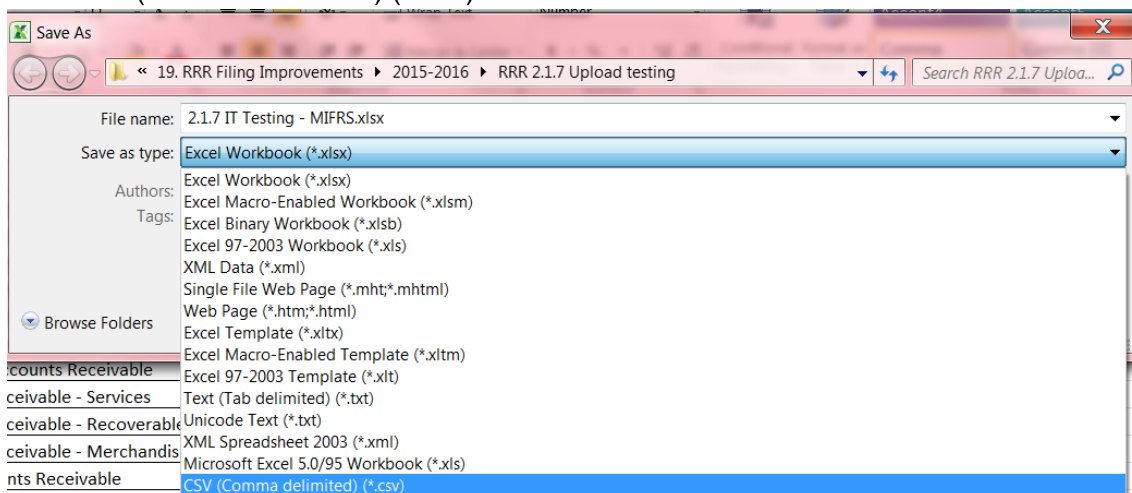 Save As
« 19. RRR Filing Improvements ▸ 2015-2016 ▸ RRR 2.1.7 Upload testing
Search RRR 2.1.7 Uploa...
File name: 2.1.7 IT Testing - MIFRS.xlsx
Save as type: Excel Workbook (*.xlsx)
Authors:
Tags:
Excel Workbook (*.xlsx)
Excel Macro-Enabled Workbook (*.xlsm)
Excel Binary Workbook (*.xlsb)
Excel 97-2003 Workbook (*.xls)
XML Data (*.xml)
Single File Web Page (*.mht;*.mhtml)
Web Page (*.htm;*.html)
Excel Template (*.xltx)
Excel Macro-Enabled Template (*.xltm)
Excel 97-2003 Template (*.xlt)
Text (Tab delimited) (*.txt)
Unicode Text (*.txt)
XML Spreadsheet 2003 (*.xml)
Microsoft Excel 5.0/95 Workbook (*.xls)
CSV (Comma delimited) (*.csv)
Browse Folders
ccounts Receivable
ceivable - Services
ceivable - Recoverable
ceivable - Merchandis
nts Receivable